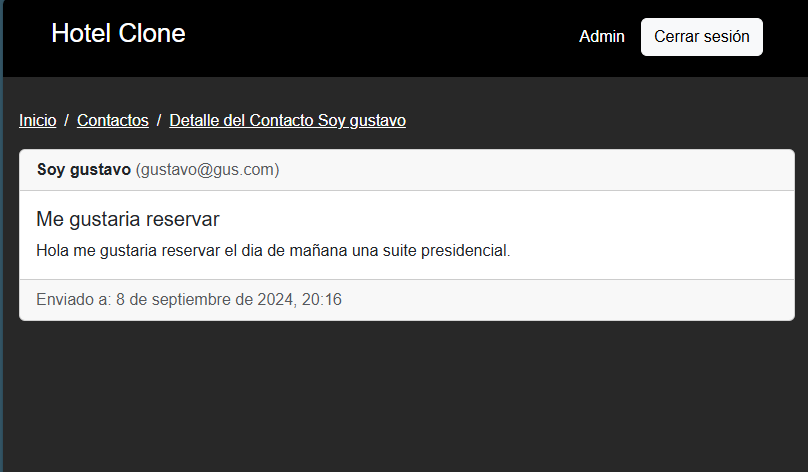 Hotel Clone
Admin
Cerrar sesión
Inicio / Contactos / Detalle del Contacto Soy gustavo
Soy gustavo (gustavo@gus.com)
Me gustaria reservar
Hola me gustaria reservar el dia de mañana una suite presidencial.
Enviado a: 8 de septiembre de 2024, 20:16